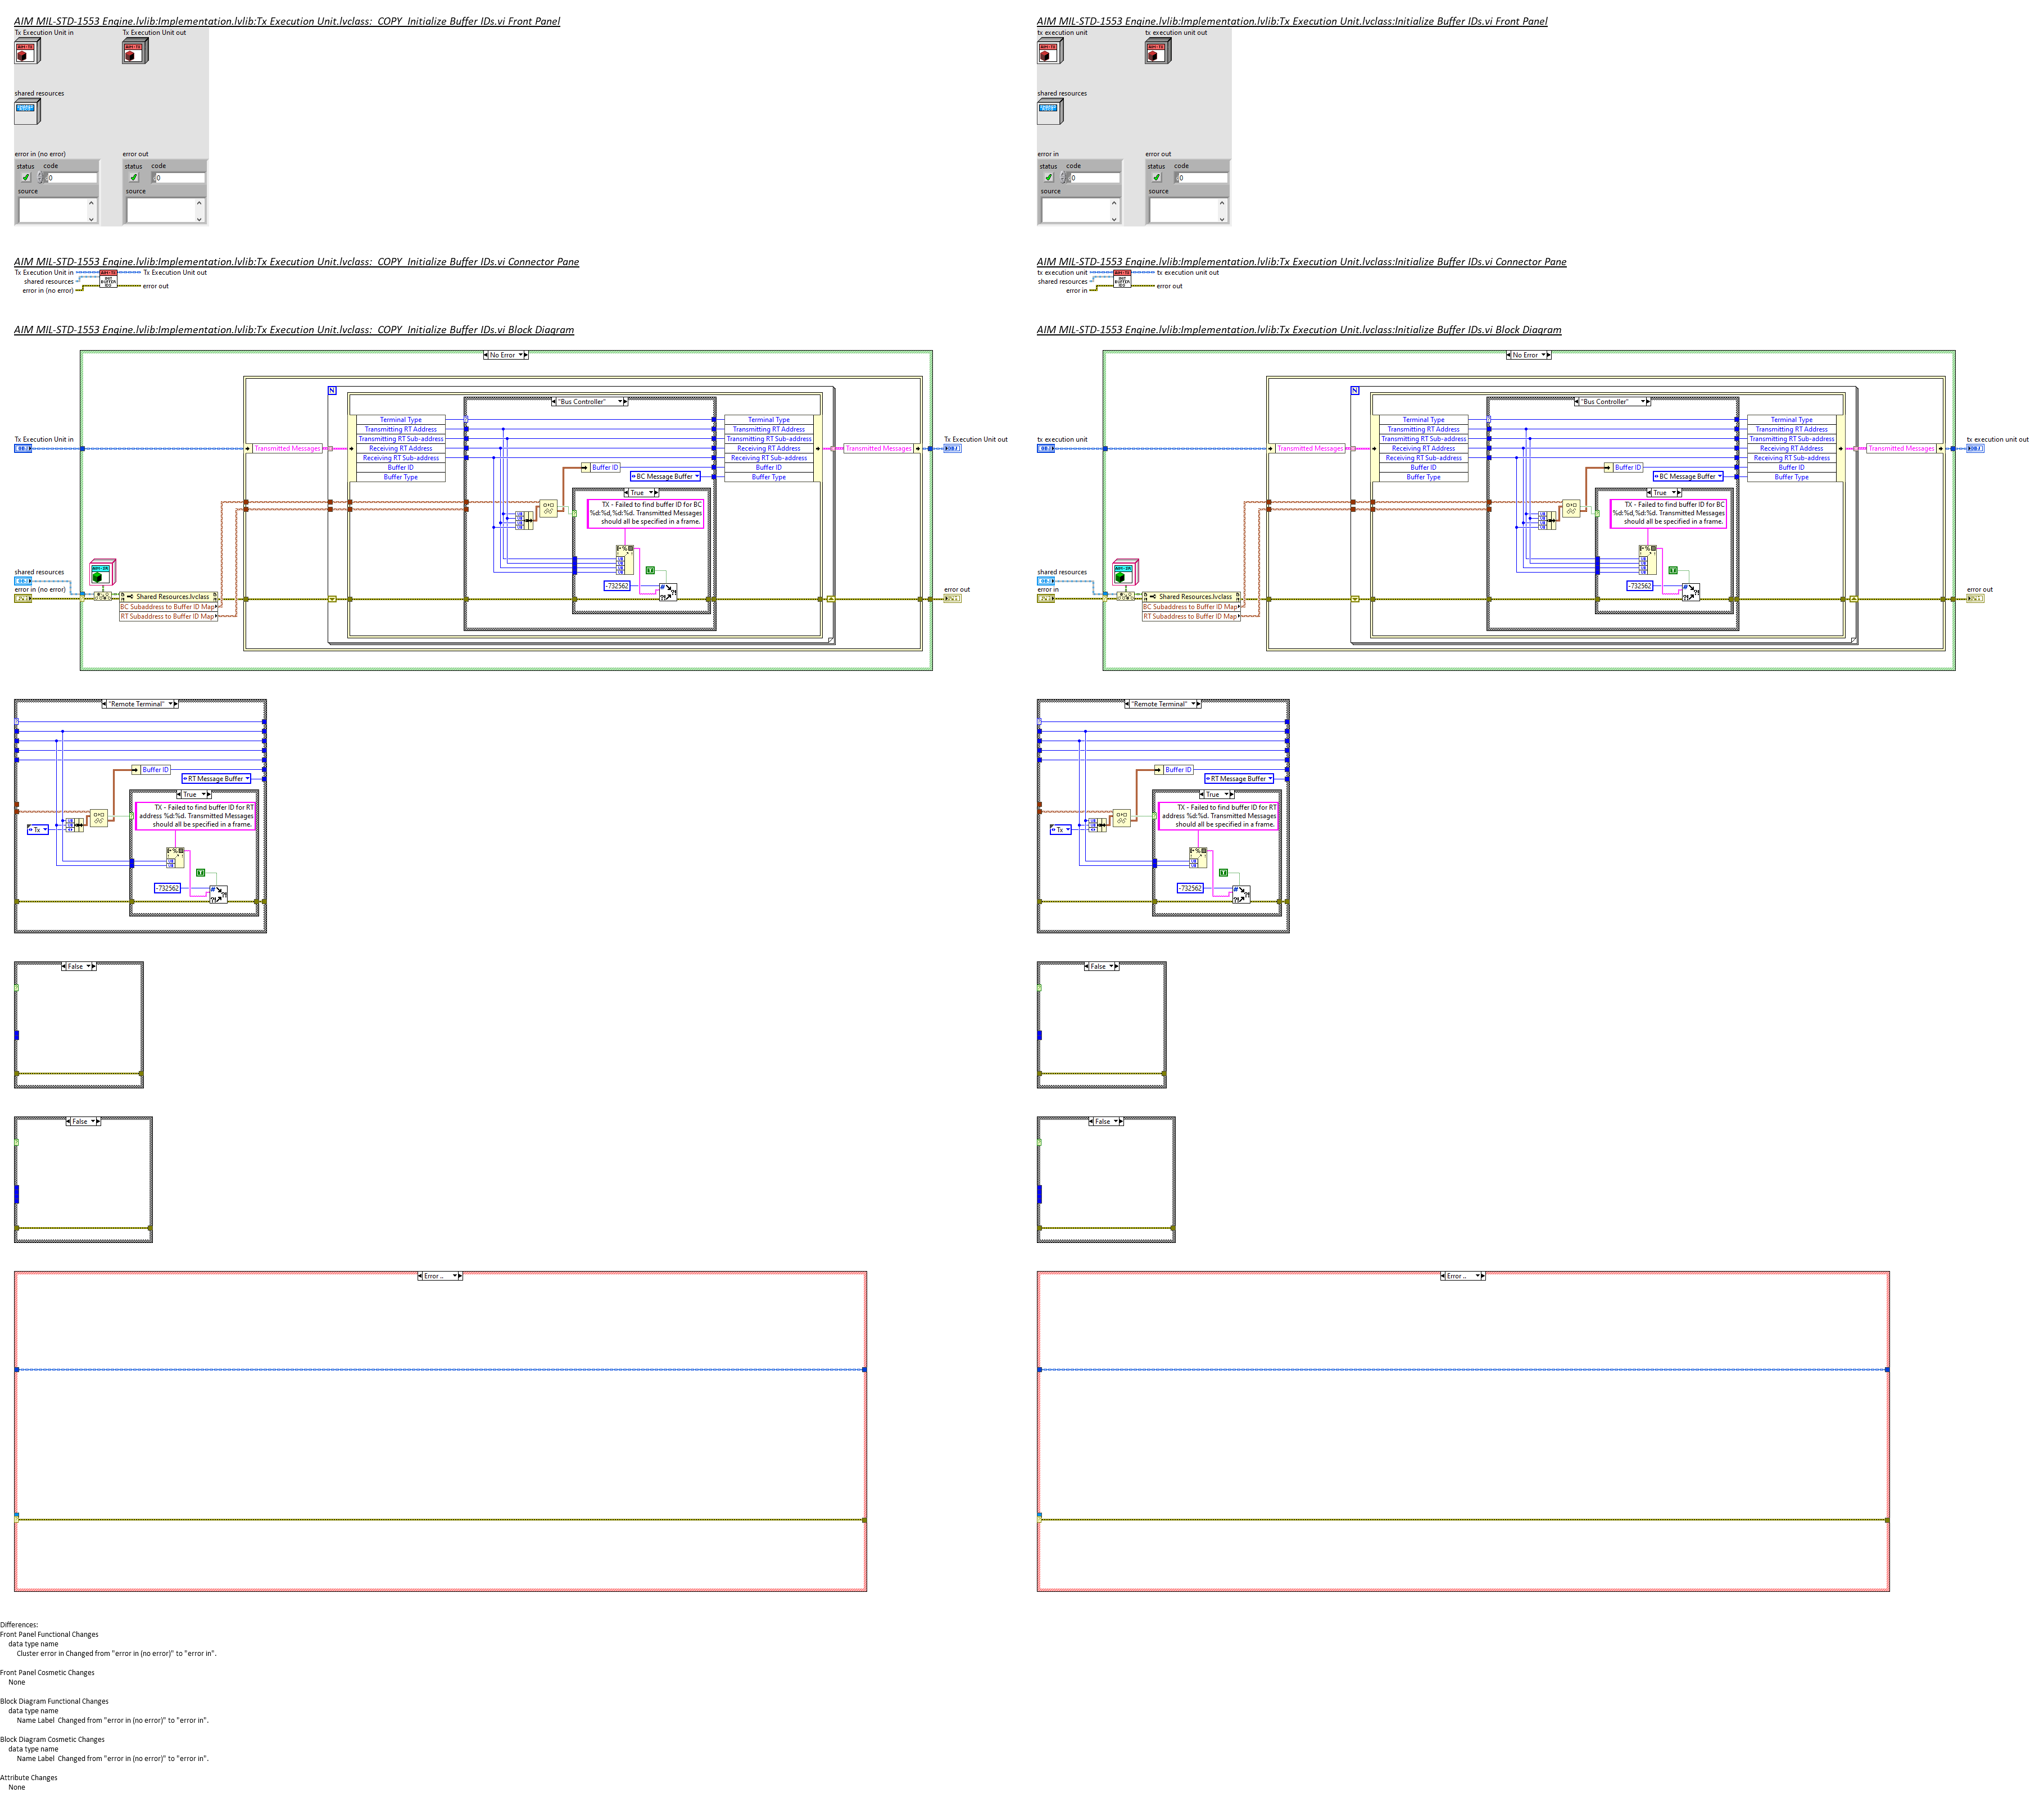 AIM MIL-STD-1553 Engine.lvlib:Implementation.lvlib:Tx Execution Unit.lvclass:_COPY_Initialize Buffer IDs.vi Front Panel
Tx Execution Unit in
Tx Execution Unit out
shared resources
error in (no error)
error out
status
code
0
status
code
0
source
source
AIM MIL-STD-1553 Engine.lvlib:Implementation.lvlib:Tx Execution Unit.lvclass:Initialize Buffer IDs.vi Front Panel
tx execution unit
tx execution unit out
shared resources
error in
error out
status
code
0
status
code
0
source
source
AIM MIL-STD-1553 Engine.lvlib:Implementation.lvlib:Tx Execution Unit.lvclass:_COPY_Initialize Buffer IDs.vi Connector Pane
Tx Execution Unit in
Tx Execution Unit out
shared resources
error in (no error)
error out
AIM-TX
INIT
BUFFER
IDS
AIM MIL-STD-1553 Engine.lvlib:Implementation.lvlib:Tx Execution Unit.lvclass:Initialize Buffer IDs.vi Connector Pane
tx execution unit
tx execution unit out
shared resources
error in
error out
AIM-TX
INIT
BUFFER
IDS
AIM MIL-STD-1553 Engine.lvlib:Implementation.lvlib:Tx Execution Unit.lvclass:_COPY_Initialize Buffer IDs.vi Block Diagram
No Error
N
"Bus Controller"
Terminal Type
Transmitting RT Address
Transmitting RT Sub-address
Receiving RT Address
Receiving RT Sub-address
Buffer ID
Buffer Type
Terminal Type
Transmitting RT Address
Transmitting RT Sub-address
Receiving RT Address
Receiving RT Sub-address
Buffer ID
Buffer Type
Tx Execution Unit in
Transmitted Messages
Transmitted Messages
Tx Execution Unit out
Buffer ID
BC Message Buffer
True
TX - Failed to find buffer ID for BC
%d:%d,%d:%d. Transmitted Messages
should all be specified in a frame.
-732562
shared resources
error in (no error)
Shared Resources.lvclass
BC Subaddress to Buffer ID Map
RT Subaddress to Buffer ID Map
error out
AIM MIL-STD-1553 Engine.lvlib:Implementation.lvlib:Tx Execution Unit.lvclass:Initialize Buffer IDs.vi Block Diagram
No Error
N
"Bus Controller"
Terminal Type
Transmitting RT Address
Transmitting RT Sub-address
Receiving RT Address
Receiving RT Sub-address
Buffer ID
Buffer Type
Terminal Type
Transmitting RT Address
Transmitting RT Sub-address
Receiving RT Address
Receiving RT Sub-address
Buffer ID
Buffer Type
tx execution unit
Transmitted Messages
Transmitted Messages
tx execution unit out
Buffer ID
BC Message Buffer
True
TX - Failed to find buffer ID for BC
%d:%d,%d:%d. Transmitted Messages
should all be specified in a frame.
-732562
shared resources
error in
Shared Resources.lvclass
BC Subaddress to Buffer ID Map
RT Subaddress to Buffer ID Map
error out
"Remote Terminal"
Buffer ID
RT Message Buffer
True
TX - Failed to find buffer ID for RT
address %d:%d. Transmitted Messages
should all be specified in a frame.
Tx
-732562
"Remote Terminal"
Buffer ID
RT Message Buffer
True
TX - Failed to find buffer ID for RT
address %d:%d. Transmitted Messages
should all be specified in a frame.
Tx
-732562
False
False
False
False
Error ..
Error ..
Differences:
Front Panel Functional Changes
data type name
Cluster error in Changed from "error in (no error)" to "error in".
Front Panel Cosmetic Changes
None
Block Diagram Functional Changes
data type name
Name Label  Changed from "error in (no error)" to "error in".
Block Diagram Cosmetic Changes
data type name
Name Label  Changed from "error in (no error)" to "error in".
Attribute Changes
None